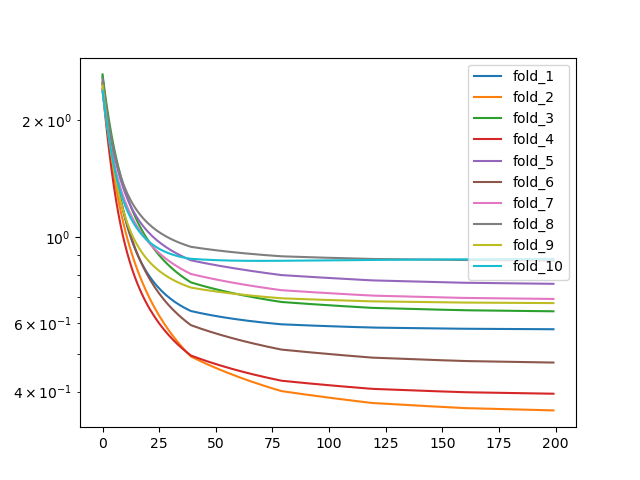 2 × 10⁰
10⁰
6 × 10⁻¹
4 × 10⁻¹
0 25 50 75 100 125 150 175 200
fold_1
fold_2
fold_3
fold_4
fold_5
fold_6
fold_7
fold_8
fold_9
fold_10